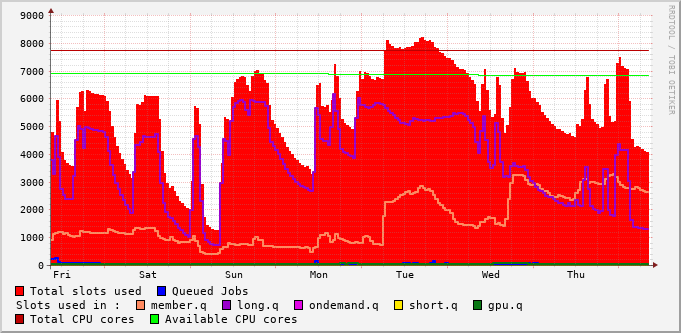 9000
8000
7000
6000
5000
4000
3000
2000
1000
0
Fri Sat Sun Mon Tue Wed Thu
RRDTOOL / TOBI OETIKER
Total slots used Queued Jobs
Slots used in : member.q long.q ondemand.q short.q gpu.q
Total CPU cores Available CPU cores